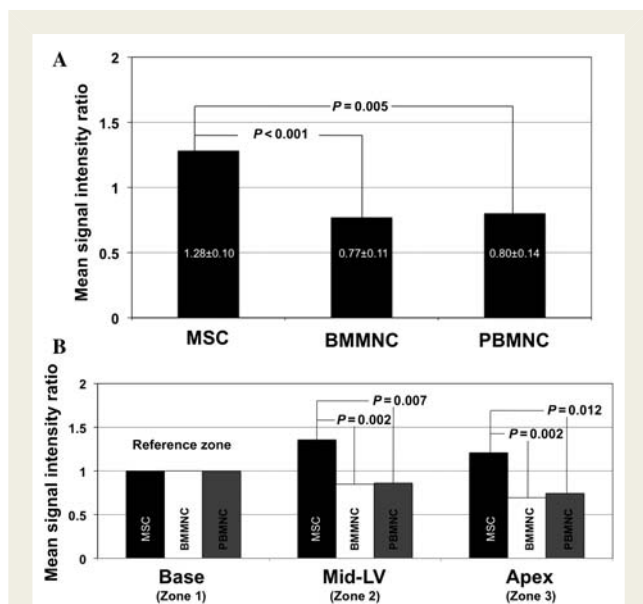 A
Mean signal intensity ratio
2
1.5
1
0.5
0
P = 0.005
P < 0.001
1.28±0.10
0.77±0.11
0.80±0.14
MSC
BMMNC
PBMNC
B
Mean signal intensity ratio
2
1.5
1
0.5
0
Reference zone
P = 0.007
P = 0.002
P = 0.012
P = 0.002
MSC
BMMNC
PBMNC
MSC
BMMNC
PBMNC
MSC
BMMNC
PBMNC
Base
(Zone 1)
Mid-LV
(Zone 2)
Apex
(Zone 3)